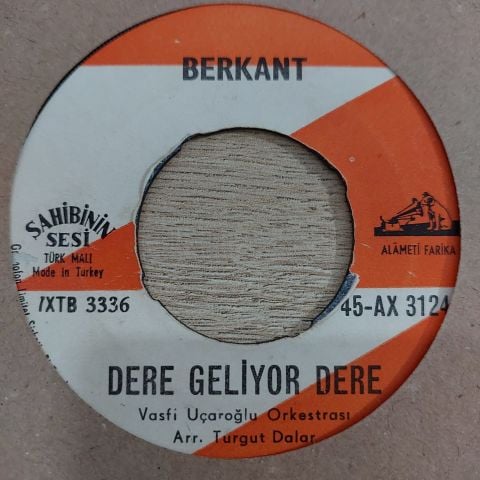 BERKANT
SAHİBİNİN
SESİ
TÜRK MALI
Made in Turkey
ALÂMETİ FARİKA
7XTB 3336
45-AX 3124
DERE GELİYOR DERE
Vasfi Uçaroğlu Orkestrası
Arr. Turgut Dalar